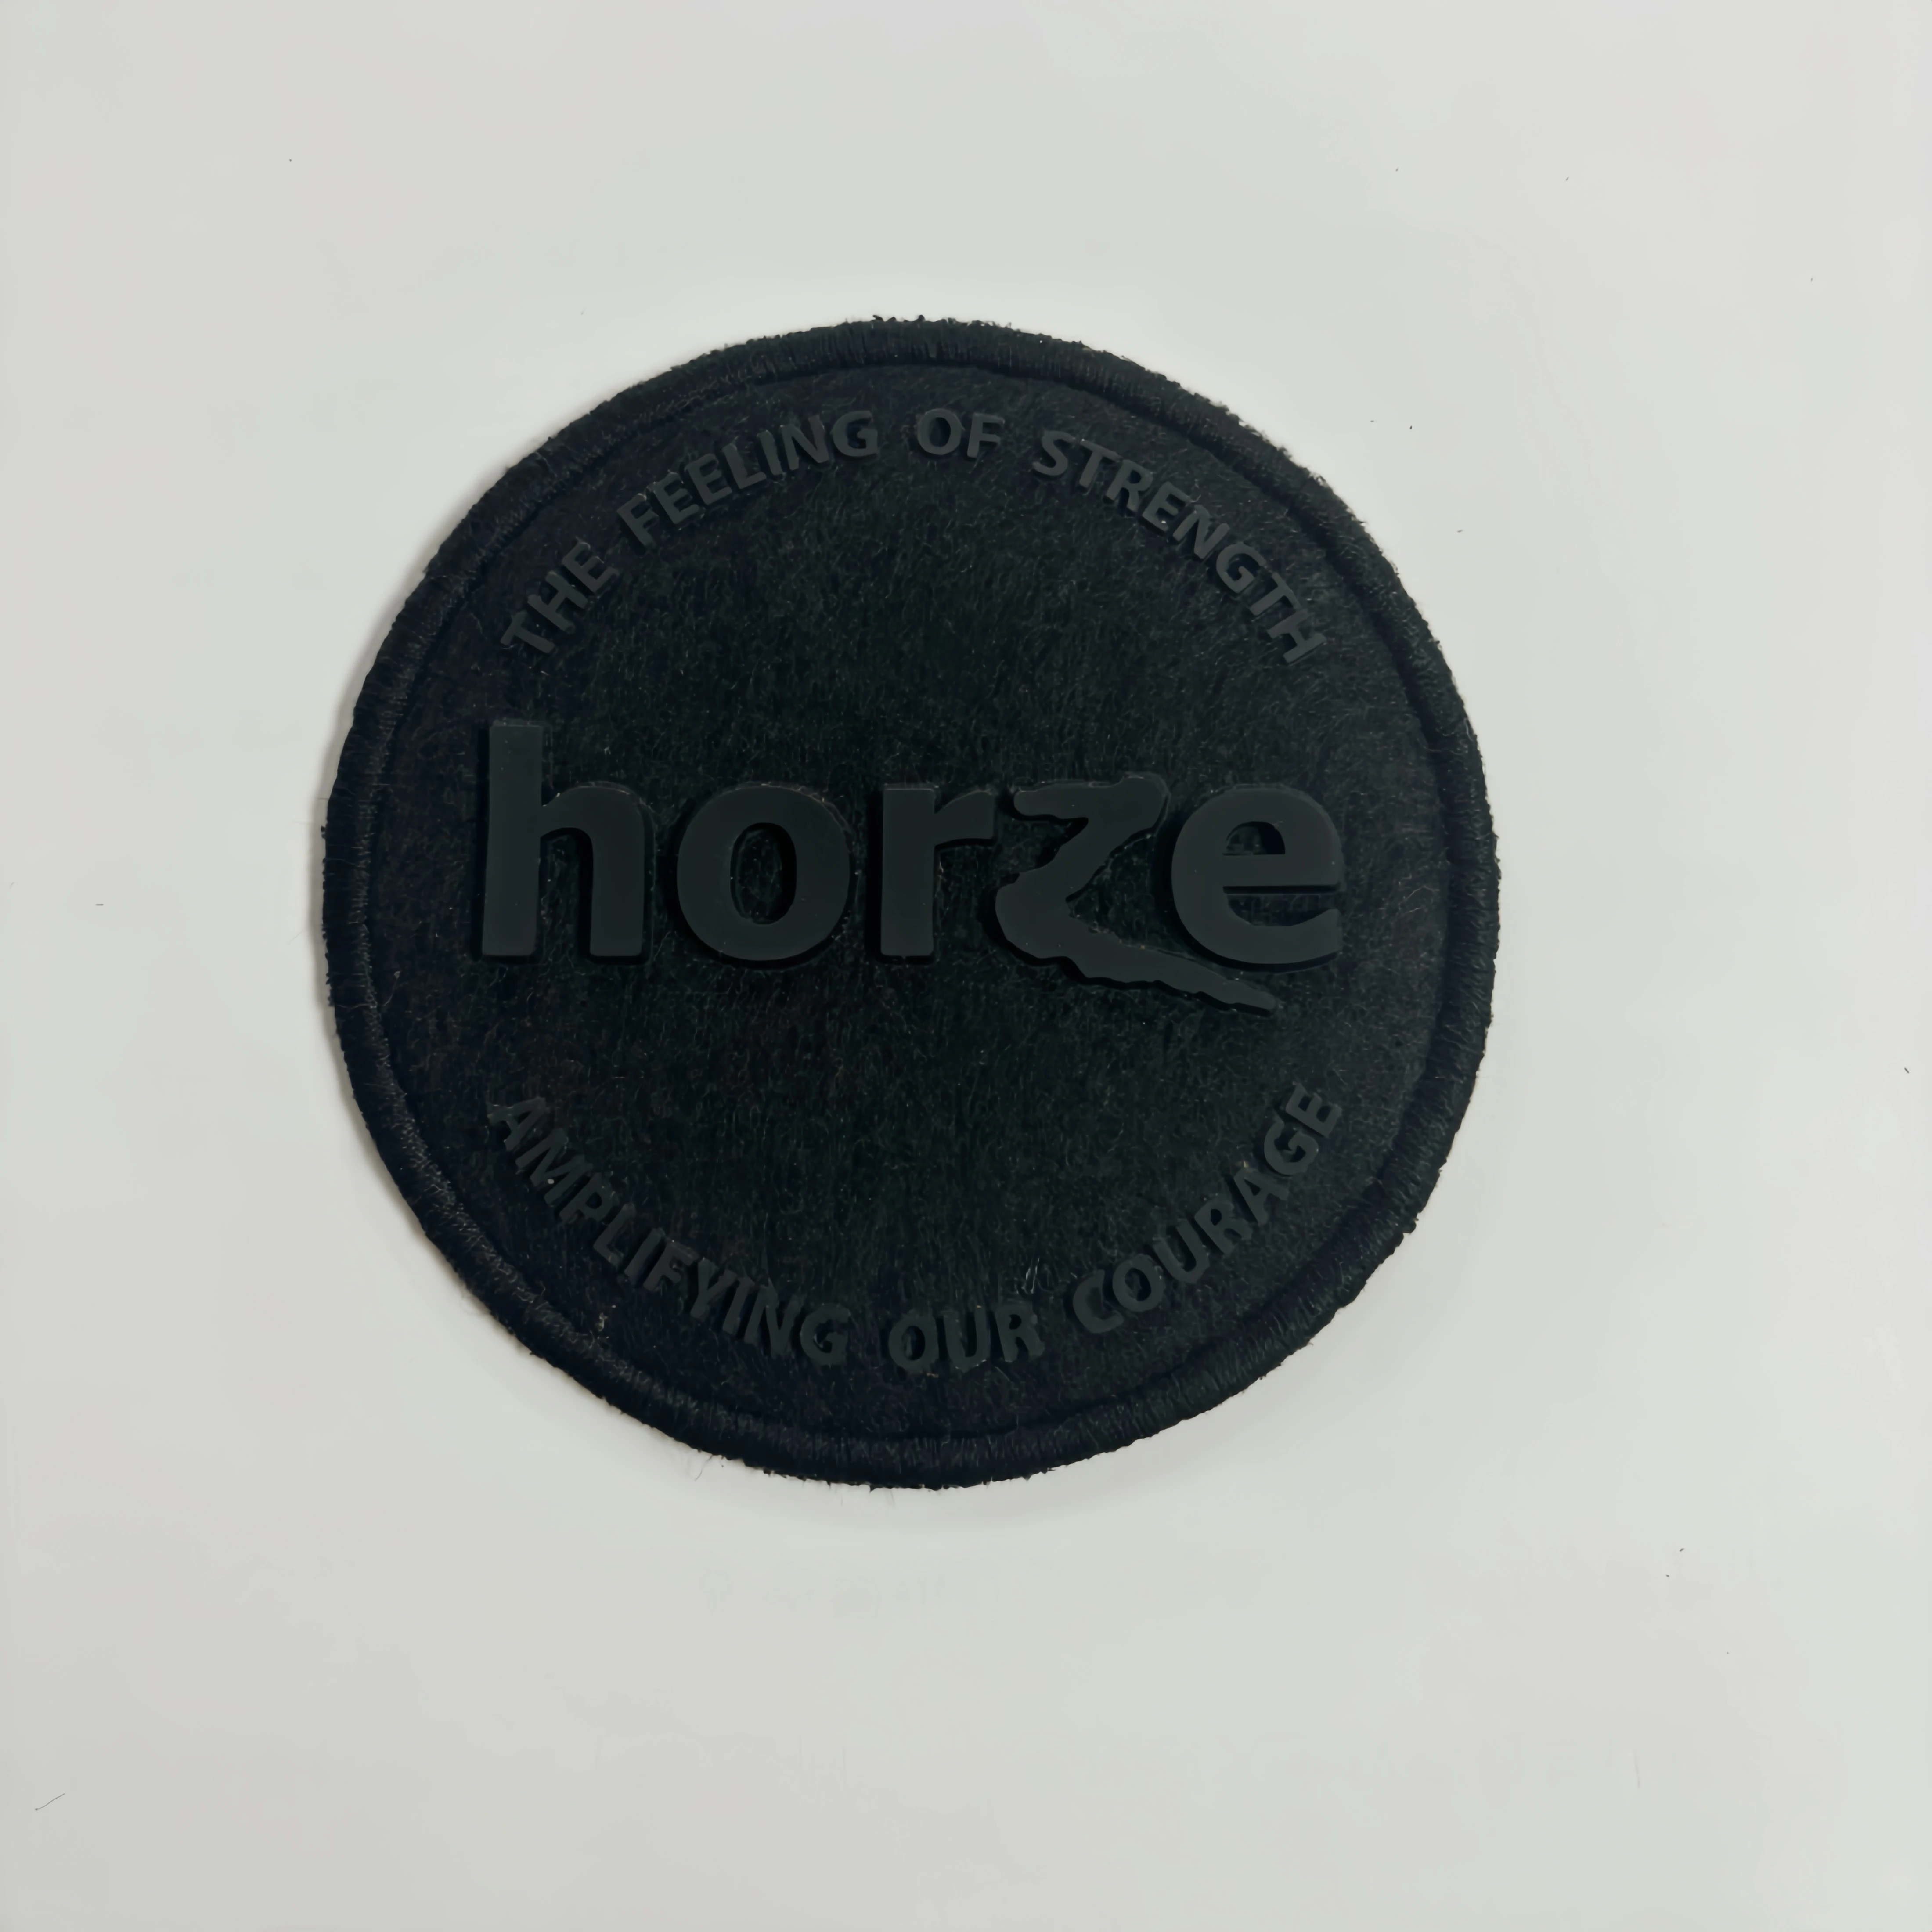 THE FEELING OF STRENGTH
horze
AMPLIFYING OUR COURAGE